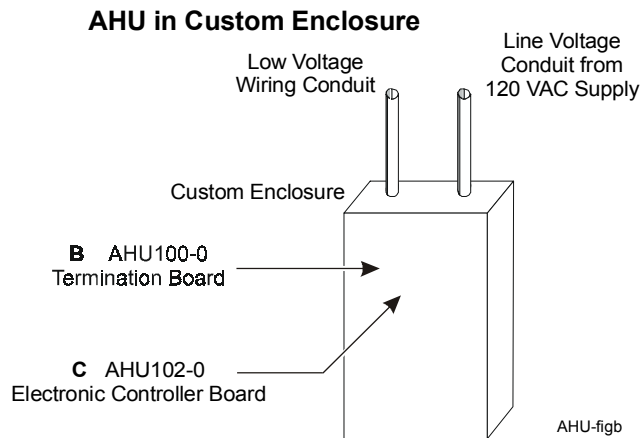 AHU in Custom Enclosure
Low Voltage
Wiring Conduit
Line Voltage
Conduit from
120 VAC Supply
Custom Enclosure
B AHU100-0
Termination Board
C AHU102-0
Electronic Controller Board
AHU-figb